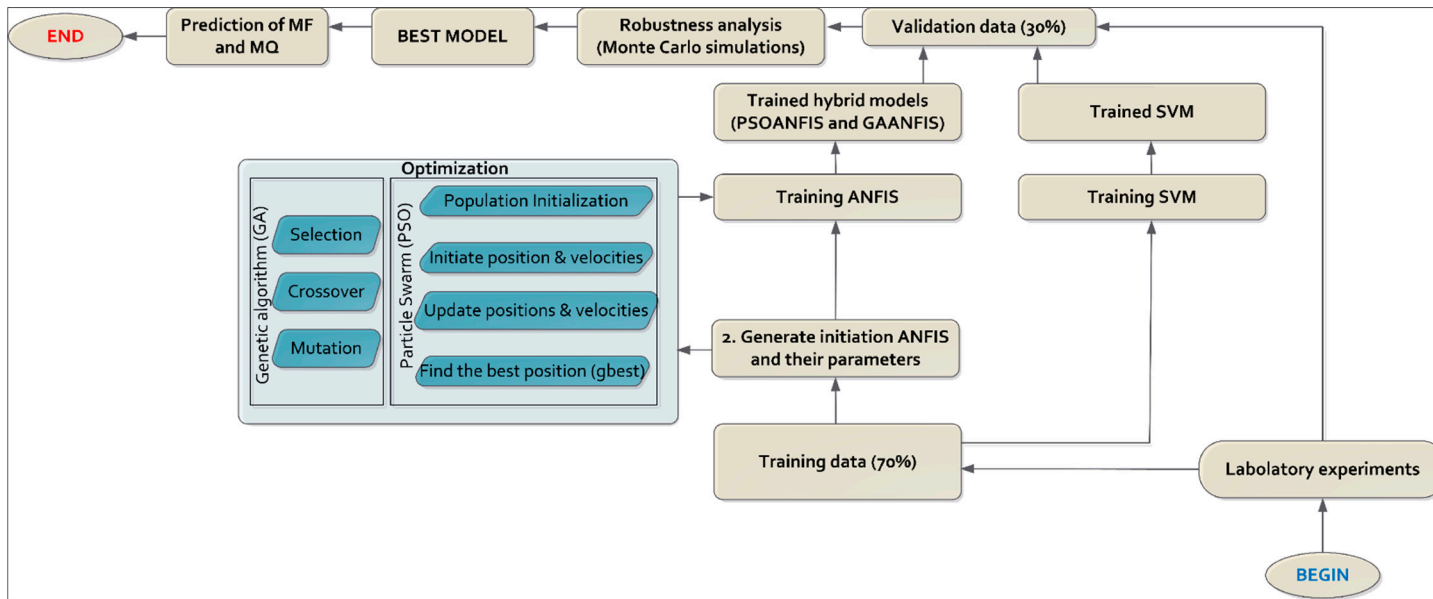 END
Prediction of MF
and MQ
BEST MODEL
Robustness analysis
(Monte Carlo simulations)
Validation data (30%)
Trained hybrid models
(PSOANFIS and GAANFIS)
Trained SVM
Optimization
Genetic algorithm (GA)
Selection
Crossover
Mutation
Particle Swarm (PSO)
Population Initialization
Initiate position & velocities
Update positions & velocities
Find the best position (gbest)
Training ANFIS
Training SVM
2. Generate initiation ANFIS
and their parameters
Training data (70%)
Labolatory experiments
BEGIN